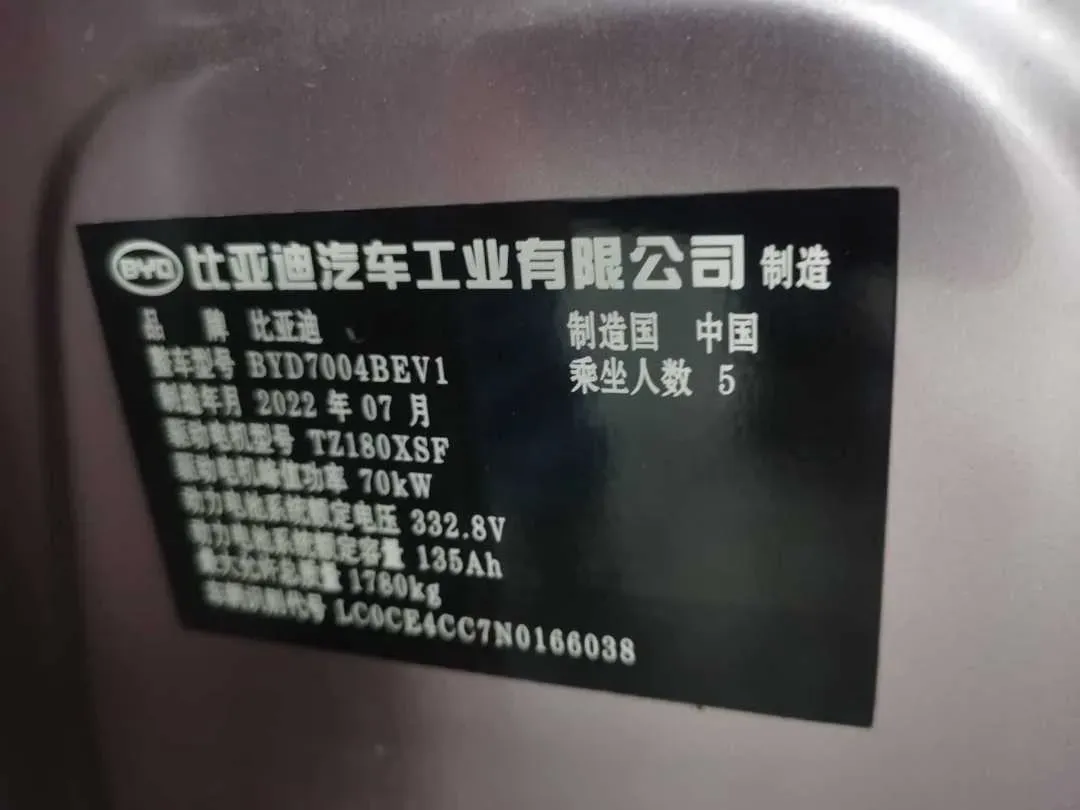 BYD 比亚迪汽车工业有限公司 制造
品 牌 比亚迪 制造国 中国
整车型号 BYD7004BEV1 乘坐人数 5
制造年月 2022 年 07 月
驱动电机型号 TZ180XSF
驱动电机峰值功率 70kW
动力电池系统额定电压 332.8V
动力电池系统额定容量 135Ah
最大允许总质量 1780kg
车辆识别代号 LC0CE4CC7N0166038